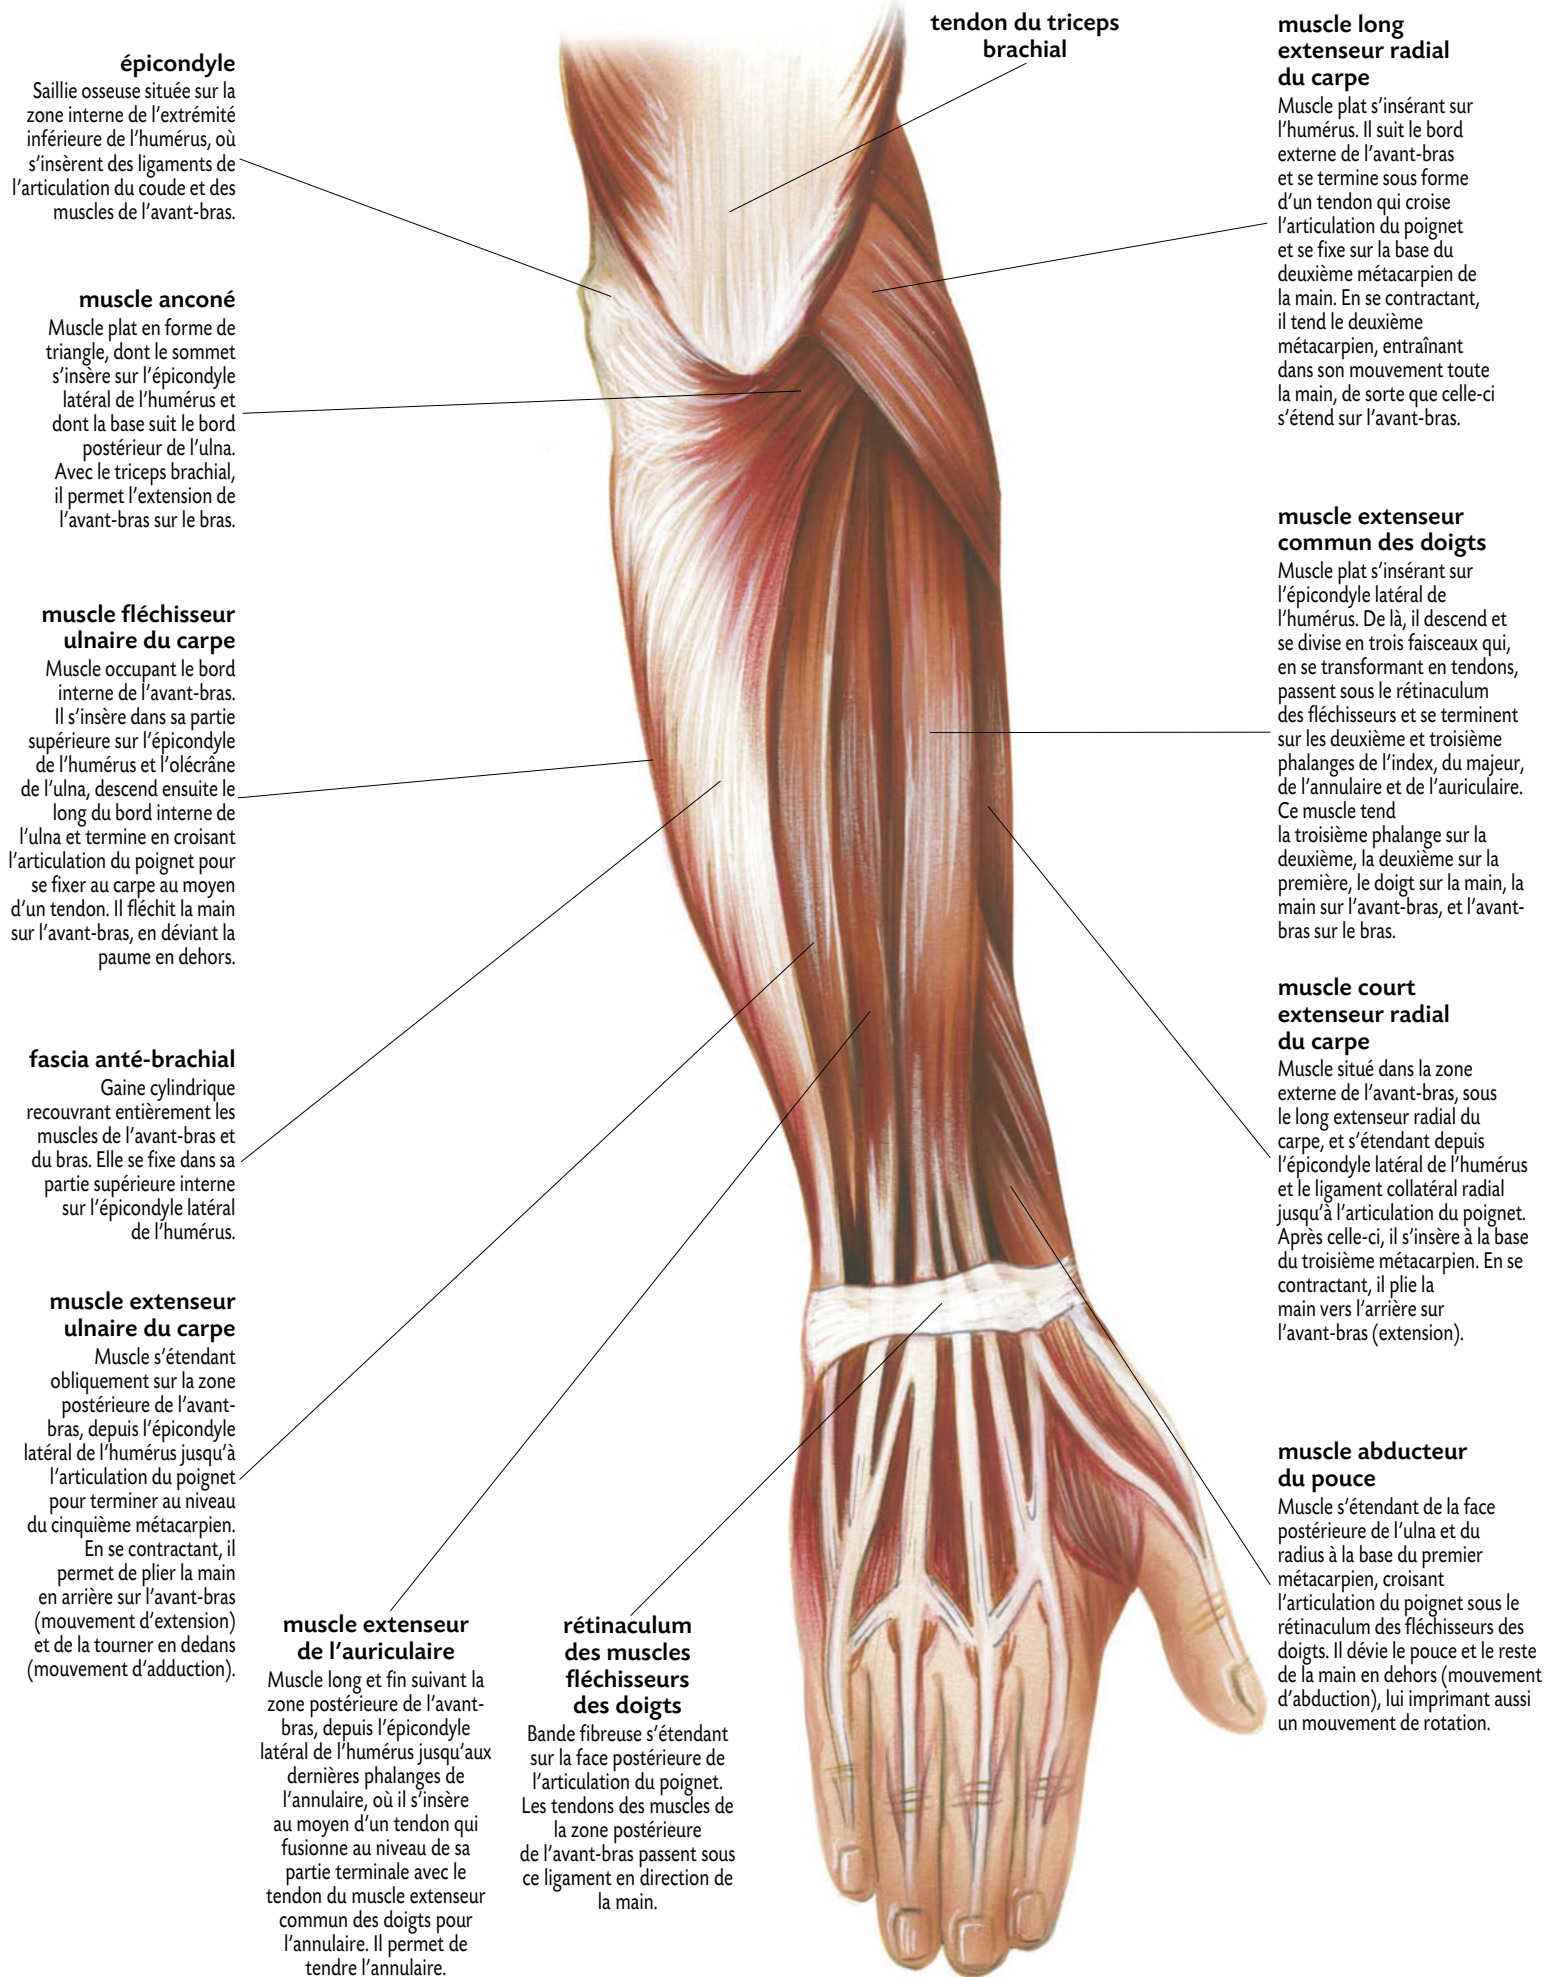 épicondyle
Saillie osseuse située sur la
zone interne de l'extrémité
inférieure de l'humérus, où
s'insèrent des ligaments de
l'articulation du coude et des
muscles de l'avant-bras.
muscle anconé
Muscle plat en forme de
triangle, dont le sommet
s'insère sur l'épicondyle
latéral de l'humérus et
dont la base suit le bord
postérieur de l'ulna.
Avec le triceps brachial,
il permet l'extension de
l'avant-bras sur le bras.
muscle fléchisseur
ulnaire du carpe
Muscle occupant le bord
interne de l'avant-bras.
Il s'insère dans sa partie
supérieure sur l'épicondyle
de l'humérus et l'olécrâne
de l'ulna, descend ensuite le
long du bord interne de
l'ulna et termine en croisant
l'articulation du poignet pour
se fixer au carpe au moyen
d'un tendon. Il fléchit la main
sur l'avant-bras, en déviant la
paume en dehors.
fascia anté-brachial
Gaine cylindrique
recouvrant entièrement les
muscles de l'avant-bras et
du bras. Elle se fixe dans sa
partie supérieure interne
sur l'épicondyle latéral
de l'humérus.
muscle extenseur
ulnaire du carpe
Muscle s'étendant
obliquement sur la zone
postérieure de l'avant-
bras, depuis l'épicondyle
latéral de l'humérus jusqu'à
l'articulation du poignet
pour terminer au niveau
du cinquième métacarpien.
En se contractant, il
permet de plier la main
en arrière sur l'avant-bras
(mouvement d'extension)
et de la tourner en dedans
(mouvement d'adduction).
muscle extenseur
de l'auriculaire
Muscle long et fin suivant la
zone postérieure de l'avant-
bras, depuis l'épicondyle
latéral de l'humérus jusqu'aux
dernières phalanges de
l'annulaire, où il s'insère
au moyen d'un tendon qui
fusionne au niveau de sa
partie terminale avec le
tendon du muscle extenseur
commun des doigts pour
l'annulaire. Il permet de
tendre l'annulaire.
rétinaculum
des muscles
fléchisseurs
des doigts
Bande fibreuse s'étendant
sur la face postérieure de
l'articulation du poignet.
Les tendons des muscles de
la zone postérieure
de l'avant-bras passent sous
ce ligament en direction de
la main.
tendon du triceps
brachial
muscle long
extenseur radial
du carpe
Muscle plat s'insérant sur
l'humérus. Il suit le bord
externe de l'avant-bras
et se termine sous forme
d'un tendon qui croise
l'articulation du poignet
et se fixe sur la base du
deuxième métacarpien de
la main. En se contractant,
il tend le deuxième
métacarpien, entraînant
dans son mouvement toute
la main, de sorte que celle-ci
s'étend sur l'avant-bras.
muscle extenseur
commun des doigts
Muscle plat s'insérant sur
l'épicondyle latéral de
l'humérus. De là, il descend et
se divise en trois faisceaux qui,
en se transformant en tendons,
passent sous le rétinaculum
des fléchisseurs et se terminent
sur les deuxième et troisième
phalanges de l'index, du majeur,
de l'annulaire et de l'auriculaire.
Ce muscle tend
la troisième phalange sur la
deuxième, la deuxième sur la
première, le doigt sur la main, la
main sur l'avant-bras, et l'avant-
bras sur le bras.
muscle court
extenseur radial
du carpe
Muscle situé dans la zone
externe de l'avant-bras, sous
le long extenseur radial du
carpe, et s'étendant depuis
l'épicondyle latéral de l'humérus
et le ligament collatéral radial
jusqu'à l'articulation du poignet.
Après celle-ci, il s'insère à la base
du troisième métacarpien. En se
contractant, il plie la
main vers l'arrière sur
l'avant-bras (extension).
muscle abducteur
du pouce
Muscle s'étendant de la face
postérieure de l'ulna et du
radius à la base du premier
métacarpien, croisant
l'articulation du poignet sous le
rétinaculum des fléchisseurs des
doigts. Il dévie le pouce et le reste
de la main en dehors (mouvement
d'abduction), lui imprimant aussi
un mouvement de rotation.